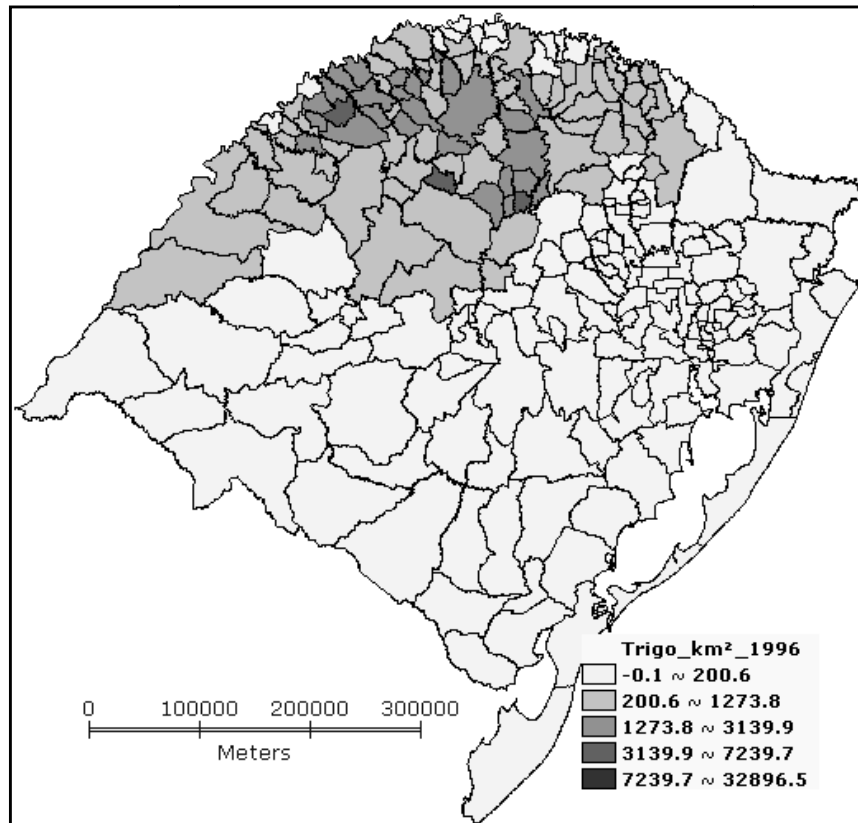 Trigo_km²_1996
-0.1 ~ 200.6
200.6 ~ 1273.8
1273.8 ~ 3139.9
3139.9 ~ 7239.7
7239.7 ~ 32896.5
0 100000 200000 300000
Meters